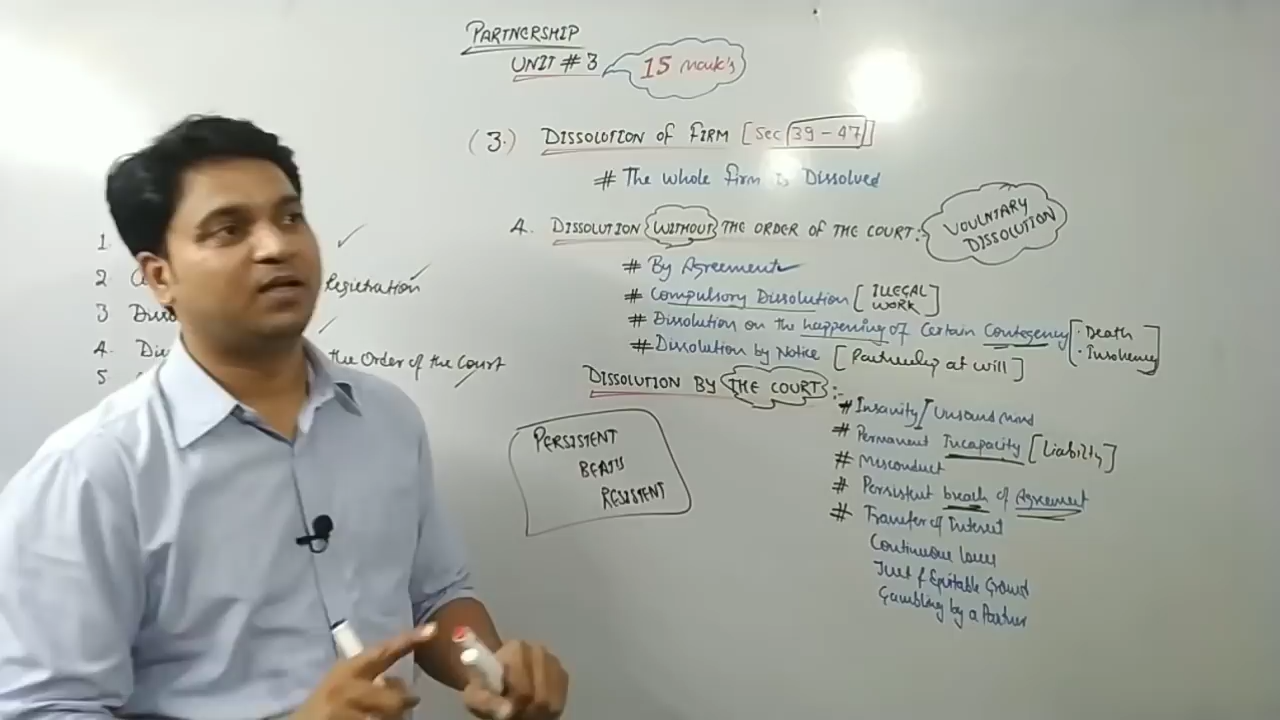 PARTNERSHIP
UNIT # 3
15 Mark's
(3.) DISSOLUTION OF FIRM [Sec 39-47]
# The whole firm is Dissolved
A. DISSOLUTION WITHOUT THE ORDER OF THE COURT:-
VOLUNTARY DISSOLUTION
# By Agreement
# Compulsory Dissolution [ILLEGAL WORK]
# Dissolution on the happening of Certain Contegency [· Death
· Insolvency]
# Dissolution by Notice [Partnership at will]
DISSOLUTION BY THE COURT:-
# Insanity/Unsound mind
# Permanent Incapacity [Liability]
# Misconduct
# Persistent breach of Agreement
# Transfer of Interest
Continuous losses
Just & Equitable Ground
Gambling by a Partner
PERSISTENT
BEATS
RESISTENT
1.
2
Registration
3
4.
the Order of the Court
5